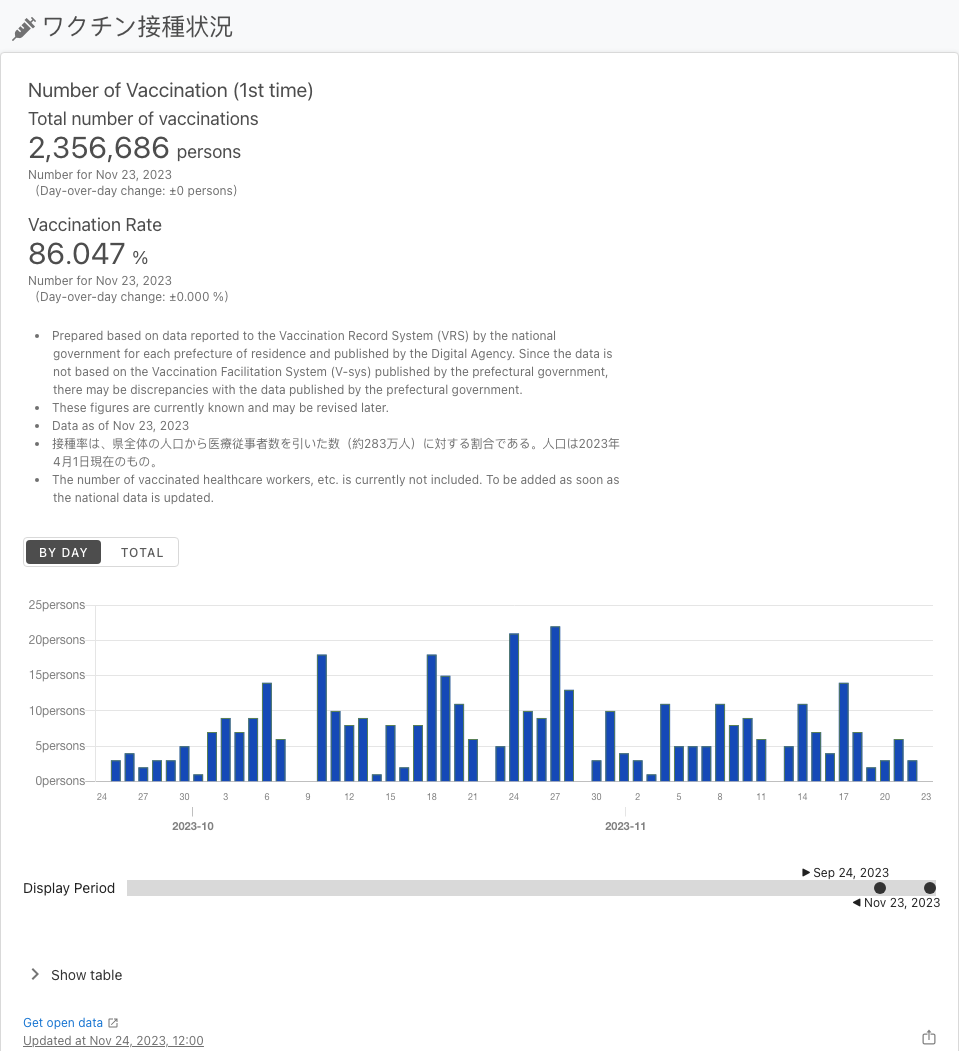 ワクチン接種状況
Number of Vaccination (1st time)
Total number of vaccinations
2,356,686 persons
Number for Nov 23, 2023
(Day-over-day change: ±0 persons)
Vaccination Rate
86.047 %
Number for Nov 23, 2023
(Day-over-day change: ±0.000 %)
• Prepared based on data reported to the Vaccination Record System (VRS) by the national
government for each prefecture of residence and published by the Digital Agency. Since the data is
not based on the Vaccination Facilitation System (V-sys) published by the prefectural government,
there may be discrepancies with the data published by the prefectural government.
• These figures are currently known and may be revised later.
• Data as of Nov 23, 2023
• 接種率は、県全体の人口から医療従事者数を引いた数（約283万人）に対する割合である。人口は2023年
4月1日現在のもの。
• The number of vaccinated healthcare workers, etc. is currently not included. To be added as soon as
the national data is updated.
BY DAY TOTAL
25persons
20persons
15persons
10persons
5persons
0persons
24 27 30 3 6 9 12 15 18 21 24 27 30 2 5 8 11 14 17 20 23
2023-10 2023-11
Sep 24, 2023
Display Period
Nov 23, 2023
Show table
Get open data
Updated at Nov 24, 2023, 12:00